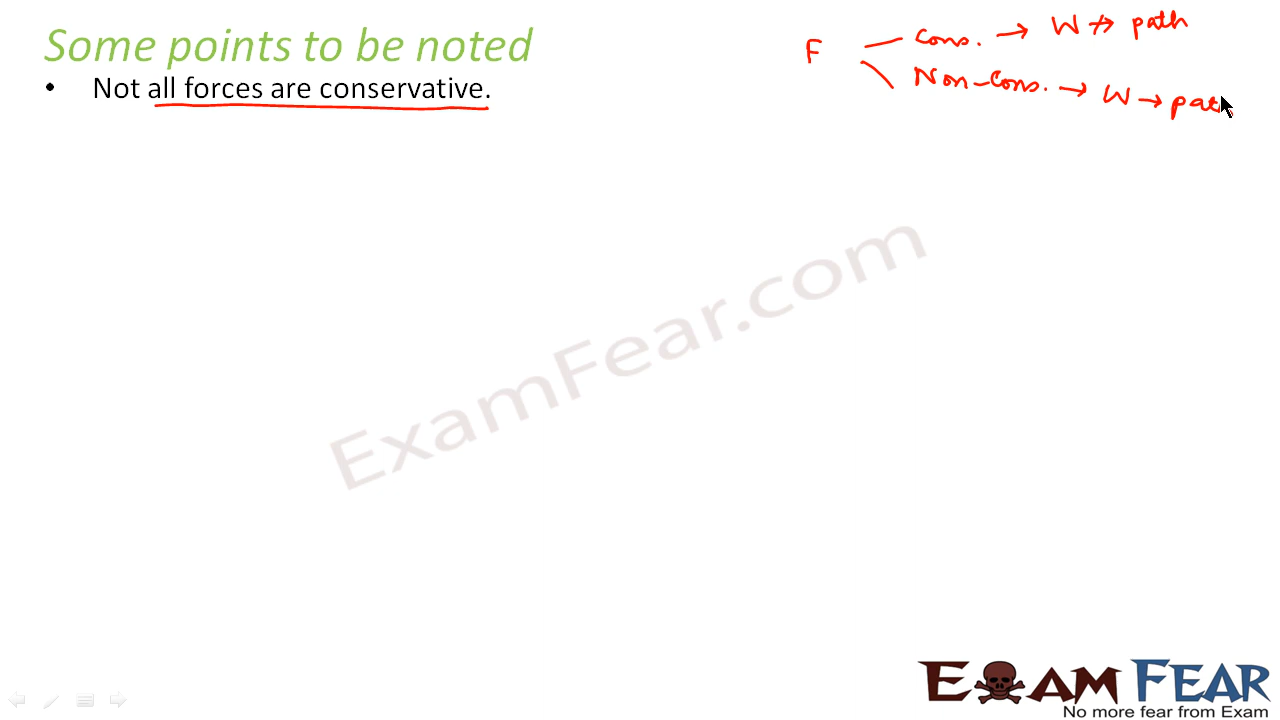 Some points to be noted
• Not all forces are conservative.
F
Cons. → W ↛ path
Non-Cons. → W → path
ExamFear.com
EXAM FEAR
No more fear from Exam